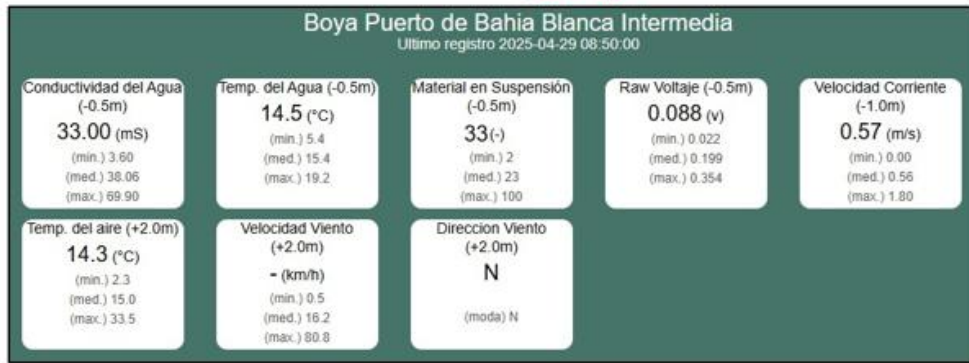 Boya Puerto de Bahia Blanca Intermedia
Ultimo registro 2025-04-29 08:50:00
Conductividad del Agua
(-0.5m)
33.00 (mS)
(min.) 3.60
(med.) 38.06
(max.) 69.90
Temp. del Agua (-0.5m)
14.5 (°C)
(min.) 5.4
(med.) 15.4
(max.) 19.2
Material en Suspensión
(-0.5m)
33(-)
(min.) 2
(med.) 23
(max.) 100
Raw Voltaje (-0.5m)
0.088 (v)
(min.) 0.022
(med.) 0.199
(max.) 0.354
Velocidad Corriente
(-1.0m)
0.57 (m/s)
(min.) 0.00
(med.) 0.56
(max.) 1.80
Temp. del aire (+2.0m)
14.3 (°C)
(min.) 2.3
(med.) 15.0
(max.) 33.5
Velocidad Viento
(+2.0m)
- (km/h)
(min.) 0.5
(med.) 16.2
(max.) 80.8
Direccion Viento
(+2.0m)
N
(moda) N